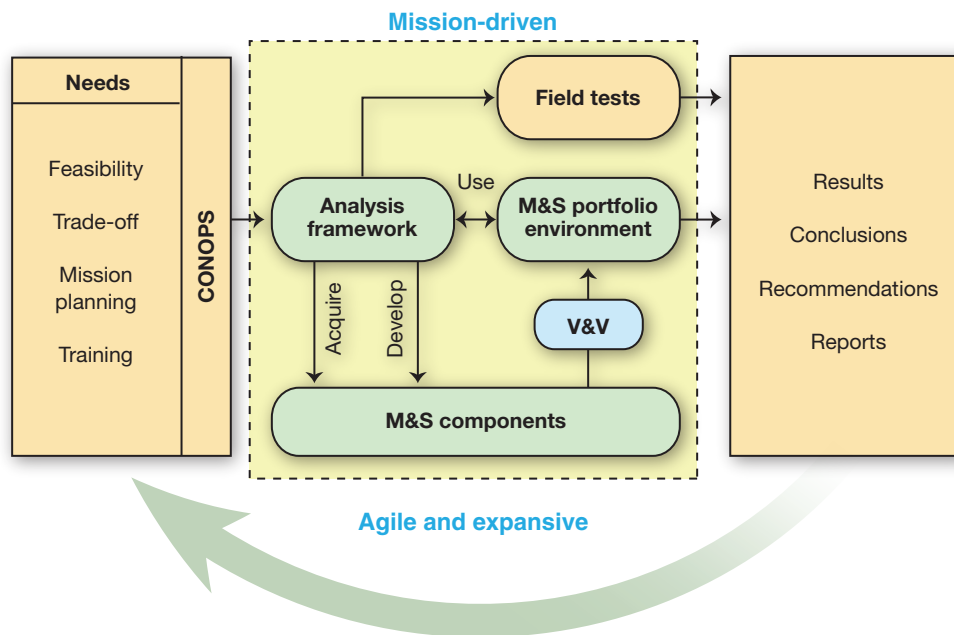 Mission-driven
Needs
Feasibility
Trade-off
Mission
planning
Training
CONOPS
Field tests
Analysis
framework
Use
M&S portfolio
environment
Acquire
Develop
V&V
M&S components
Results
Conclusions
Recommendations
Reports
Agile and expansive